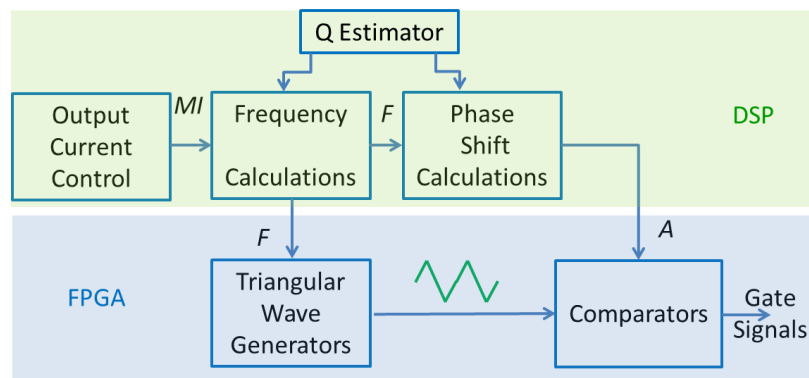 Q Estimator
Output
Current
Control
MI
Frequency
Calculations
F
Phase
Shift
Calculations
DSP
F
A
FPGA
Triangular
Wave
Generators
Comparators
Gate
Signals